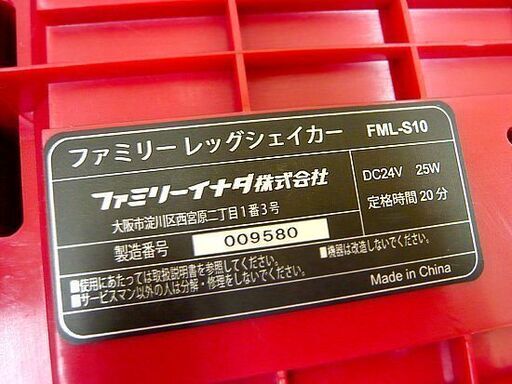 ファミリー レッグシェイカー FML-S10
ファミリーイナダ株式会社
大阪市淀川区西宮原二丁目1番3号
DC24V 25W
定格時間 20分
製造番号 009580
■使用にあたっては取扱説明書を参照してください。 ■機器は改造しないでください。
■サービスマン以外の人は分解・修理をしないでください。
Made in China